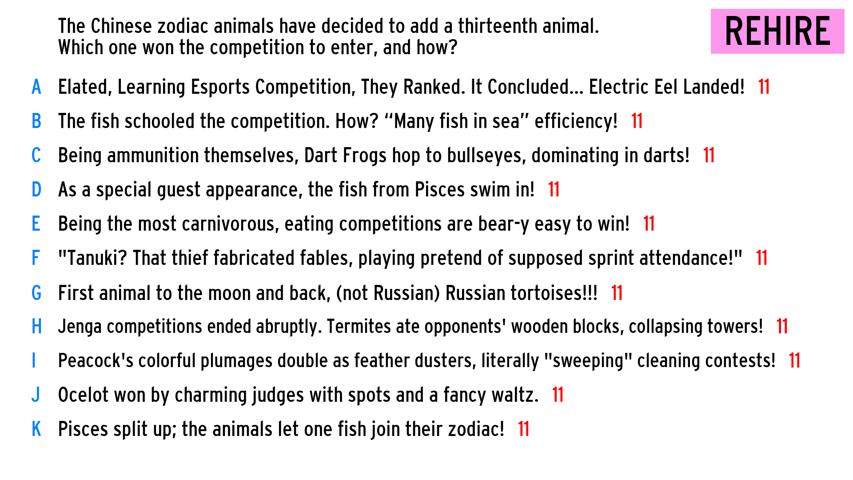 The Chinese zodiac animals have decided to add a thirteenth animal.
Which one won the competition to enter, and how?
REHIRE
A Elated, Learning Esports Competition, They Ranked. It Concluded... Electric Eel Landed! 11
B The fish schooled the competition. How? “Many fish in sea” efficiency! 11
C Being ammunition themselves, Dart Frogs hop to bullseyes, dominating in darts! 11
D As a special guest appearance, the fish from Pisces swim in! 11
E Being the most carnivorous, eating competitions are bear-y easy to win! 11
F "Tanuki? That thief fabricated fables, playing pretend of supposed sprint attendance!" 11
G First animal to the moon and back, (not Russian) Russian tortoises!!! 11
H Jenga competitions ended abruptly. Termites ate opponents' wooden blocks, collapsing towers! 11
I Peacock's colorful plumages double as feather dusters, literally "sweeping" cleaning contests! 11
J Ocelot won by charming judges with spots and a fancy waltz. 11
K Pisces split up; the animals let one fish join their zodiac! 11